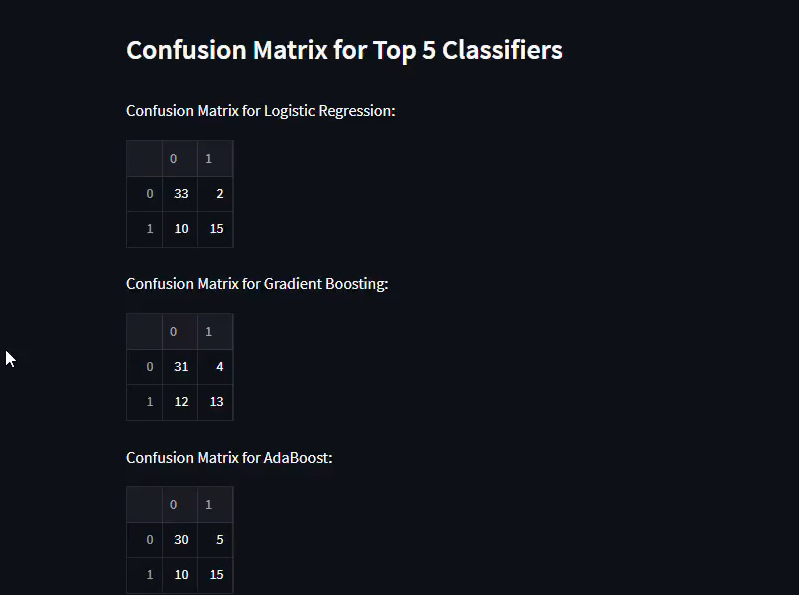 Confusion Matrix for Top 5 Classifiers
Confusion Matrix for Logistic Regression:
0 1
0 33 2
1 10 15
Confusion Matrix for Gradient Boosting:
0 1
0 31 4
1 12 13
Confusion Matrix for AdaBoost:
0 1
0 30 5
1 10 15